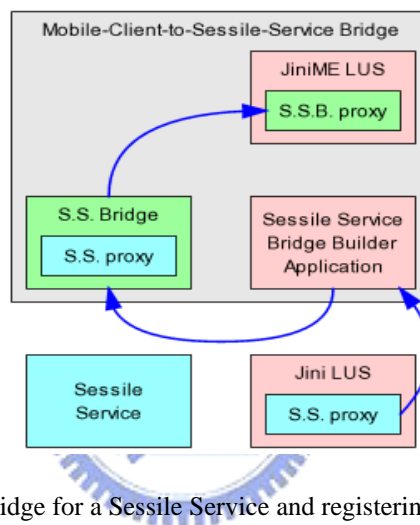 Mobile-Client-to-Sessile-Service Bridge
JiniME LUS
S.S.B. proxy
S.S. Bridge
S.S. proxy
Sessile Service
Bridge Builder
Application
Sessile
Service
Jini LUS
S.S. proxy
idge for a Sessile Service and registerin